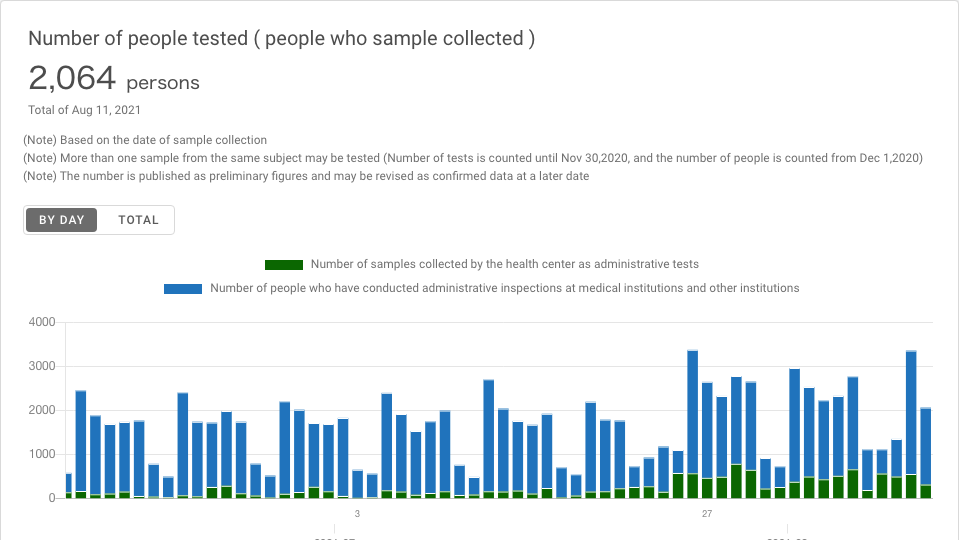 Number of people tested ( people who sample collected )
2,064 persons
Total of Aug 11, 2021
(Note) Based on the date of sample collection
(Note) More than one sample from the same subject may be tested (Number of tests is counted until Nov 30,2020, and the number of people is counted from Dec 1,2020)
(Note) The number is published as preliminary figures and may be revised as confirmed data at a later date
BY DAY TOTAL
Number of samples collected by the health center as administrative tests
Number of people who have conducted administrative inspections at medical institutions and other institutions
4000
3000
2000
1000
0
3 27